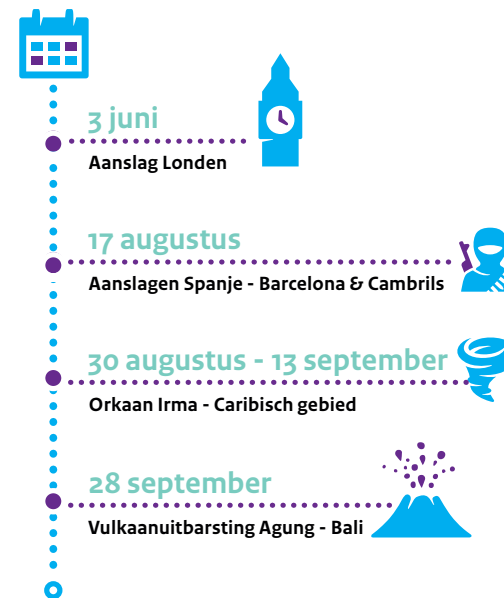 3 juni
Aanslag Londen
17 augustus
Aanslagen Spanje - Barcelona & Cambrils
30 augustus - 13 september
Orkaan Irma - Caribisch gebied
28 september
Vulkaanuitbarsting Agung - Bali